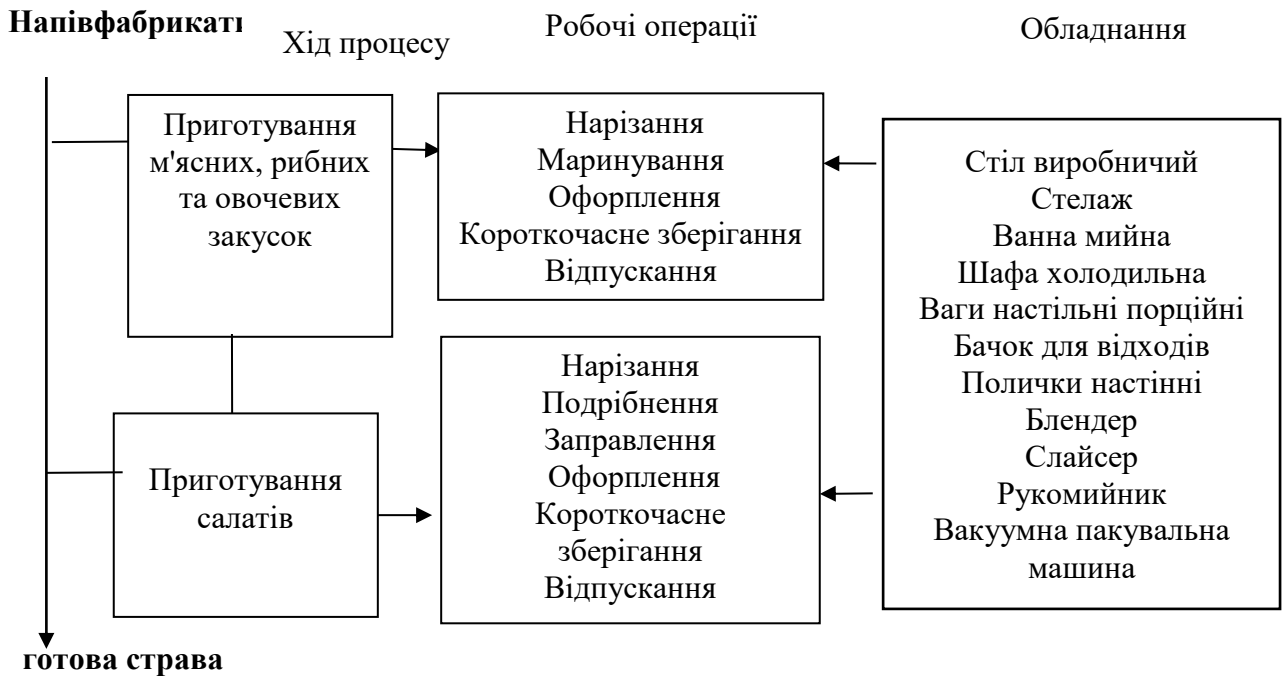 Напівфабрикати
Хід процесу
Робочі операції
Обладнання
Приготування
м'ясних, рибних
та овочевих
закусок
Нарізання
Маринування
Офорплення
Короткочасне зберігання
Відпускання
Стіл виробничий
Стелаж
Ванна мийна
Шафа холодильна
Ваги настільні порційні
Бачок для відходів
Полички настінні
Блендер
Слайсер
Рукомийник
Вакуумна пакувальна
машина
Приготування
салатів
Нарізання
Подрібнення
Заправлення
Офорплення
Короткочасне
зберігання
Відпускання
готова страва